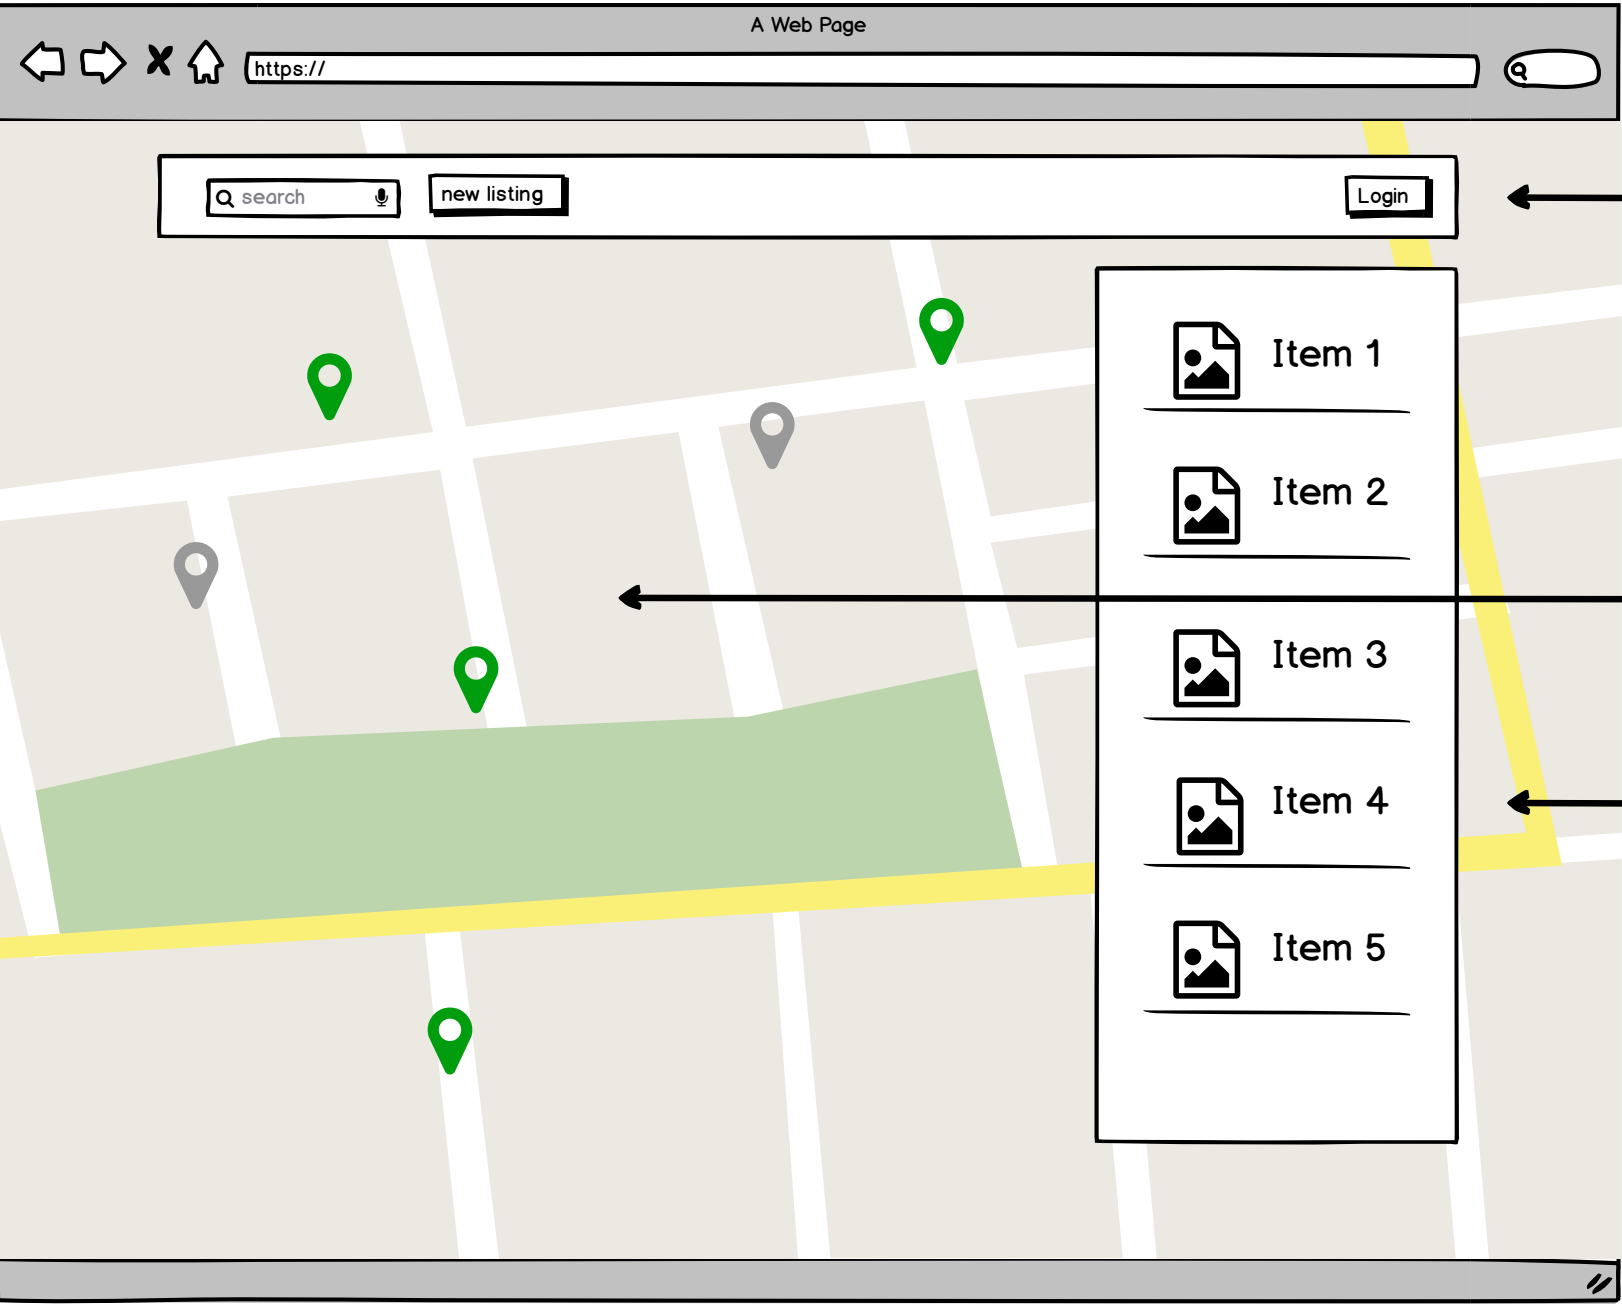 A Web Page
https://
search
new listing
Login
Item 1
Item 2
Item 3
Item 4
Item 5